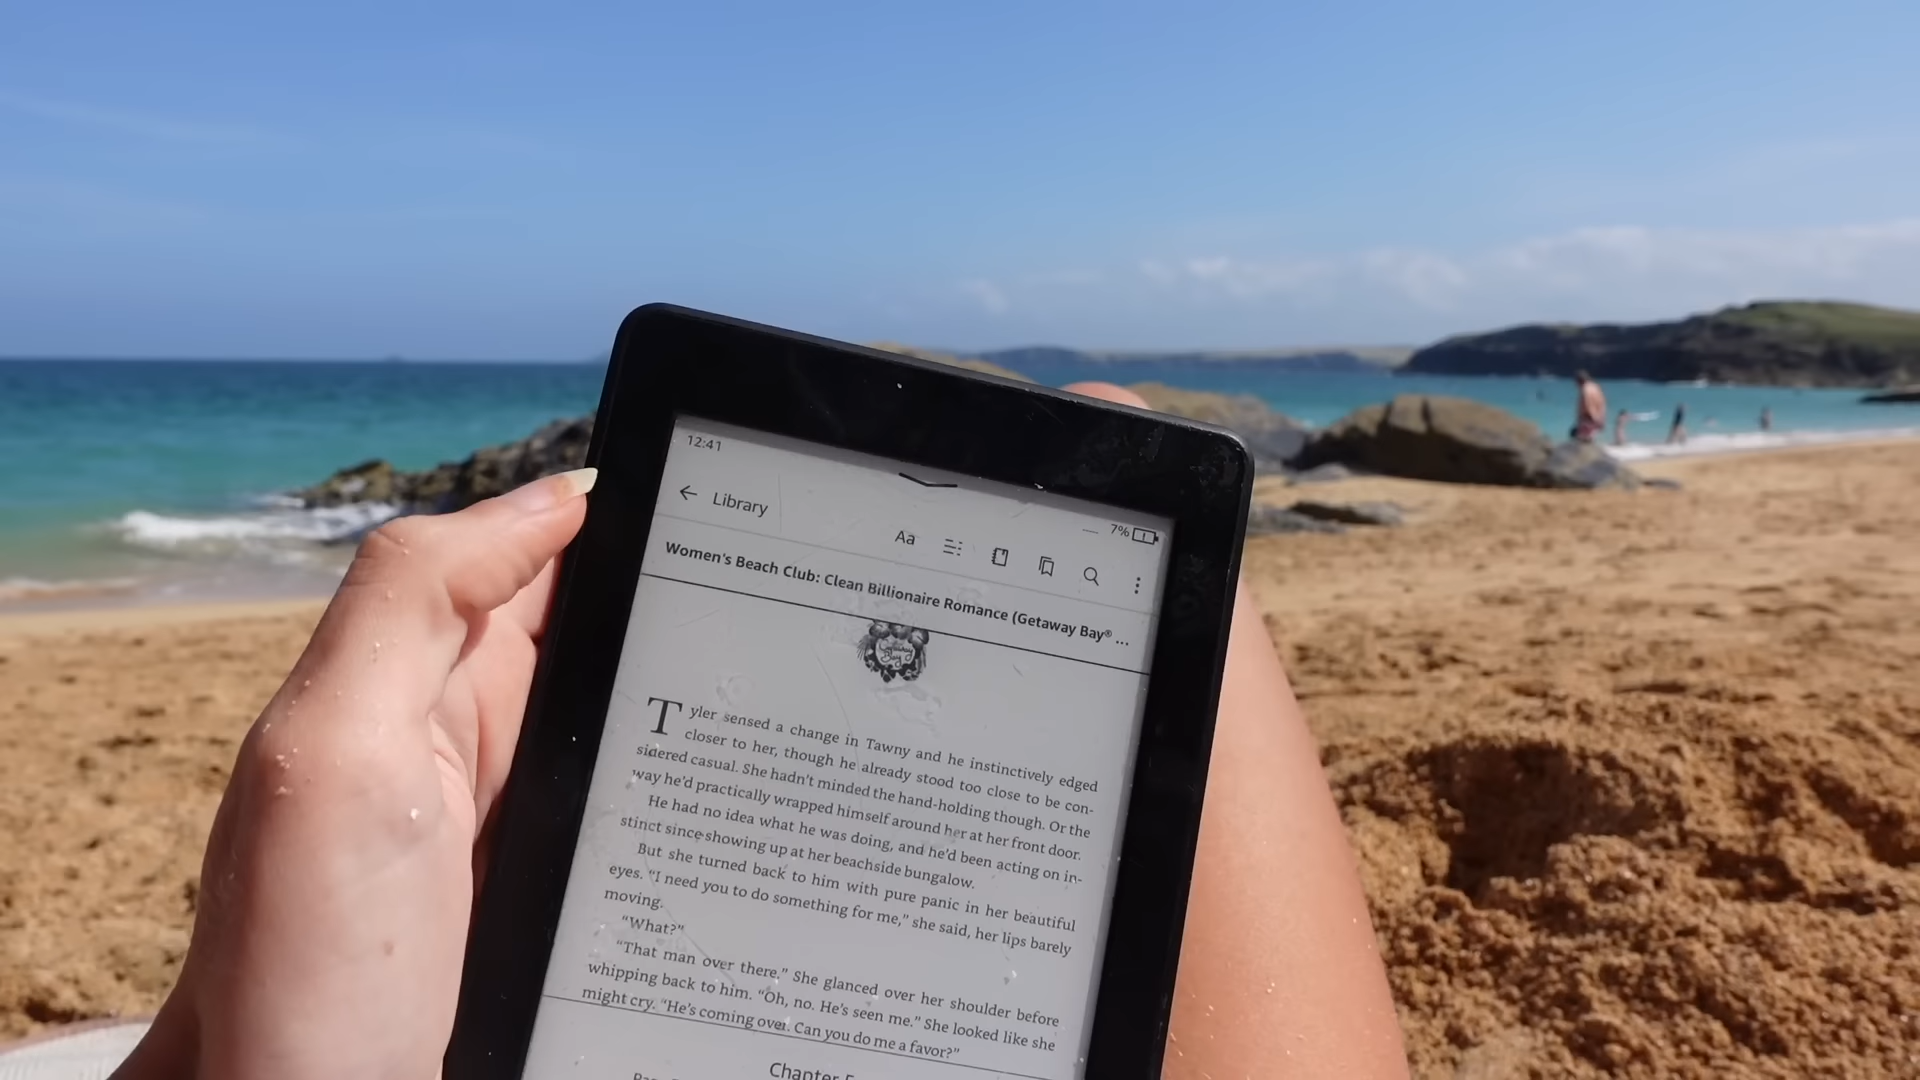 12:41
7%
Library
Aa
Women's Beach Club: Clean Billionaire Romance (Getaway Bay® ...
Getaway
Bay
Tyler sensed a change in Tawny and he instinctively edged
closer to her, though he already stood too close to be con-
sidered casual. She hadn't minded the hand-holding though. Or the
way he'd practically wrapped himself around her at her front door.
He had no idea what he was doing, and he'd been acting on in-
stinct since showing up at her beachside bungalow.
But she turned back to him with pure panic in her beautiful
eyes. “I need you to do something for me,” she said, her lips barely
moving.
“What?”
“That man over there.” She glanced over her shoulder before
whipping back to him. “Oh, no. He's seen me.” She looked like she
might cry. “He's coming over. Can you do me a favor?”
Chapter